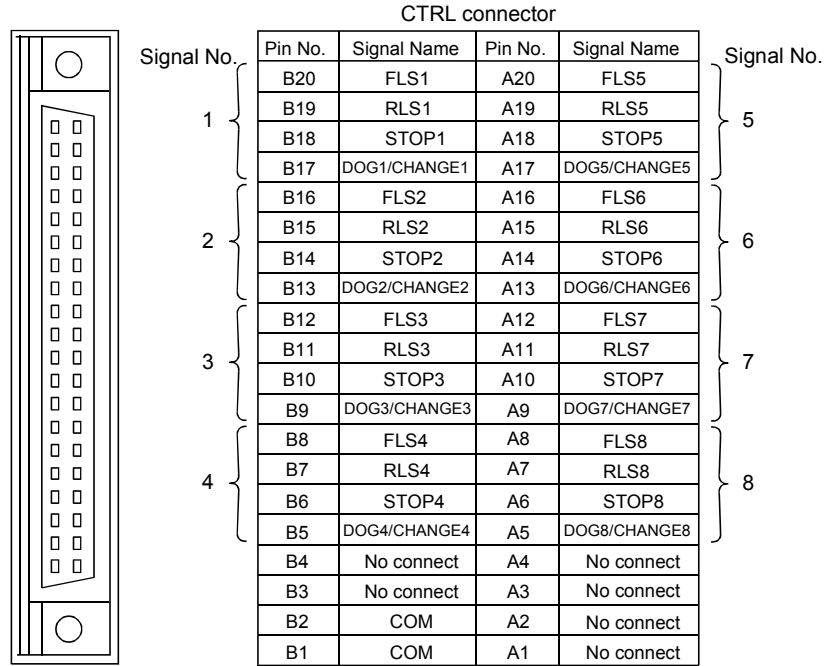 CTRL connector
Signal No. Pin No. Signal Name Pin No. Signal Name Signal No.
B20 FLS1 A20 FLS5
B19 RLS1 A19 RLS5
1 B18 STOP1 A18 STOP5 5
B17 DOG1/CHANGE1 A17 DOG5/CHANGE5
B16 FLS2 A16 FLS6
B15 RLS2 A15 RLS6
2 B14 STOP2 A14 STOP6 6
B13 DOG2/CHANGE2 A13 DOG6/CHANGE6
B12 FLS3 A12 FLS7
B11 RLS3 A11 RLS7
3 B10 STOP3 A10 STOP7 7
B9 DOG3/CHANGE3 A9 DOG7/CHANGE7
B8 FLS4 A8 FLS8
B7 RLS4 A7 RLS8
4 B6 STOP4 A6 STOP8 8
B5 DOG4/CHANGE4 A5 DOG8/CHANGE8
B4 No connect A4 No connect
B3 No connect A3 No connect
B2 COM A2 No connect
B1 COM A1 No connect